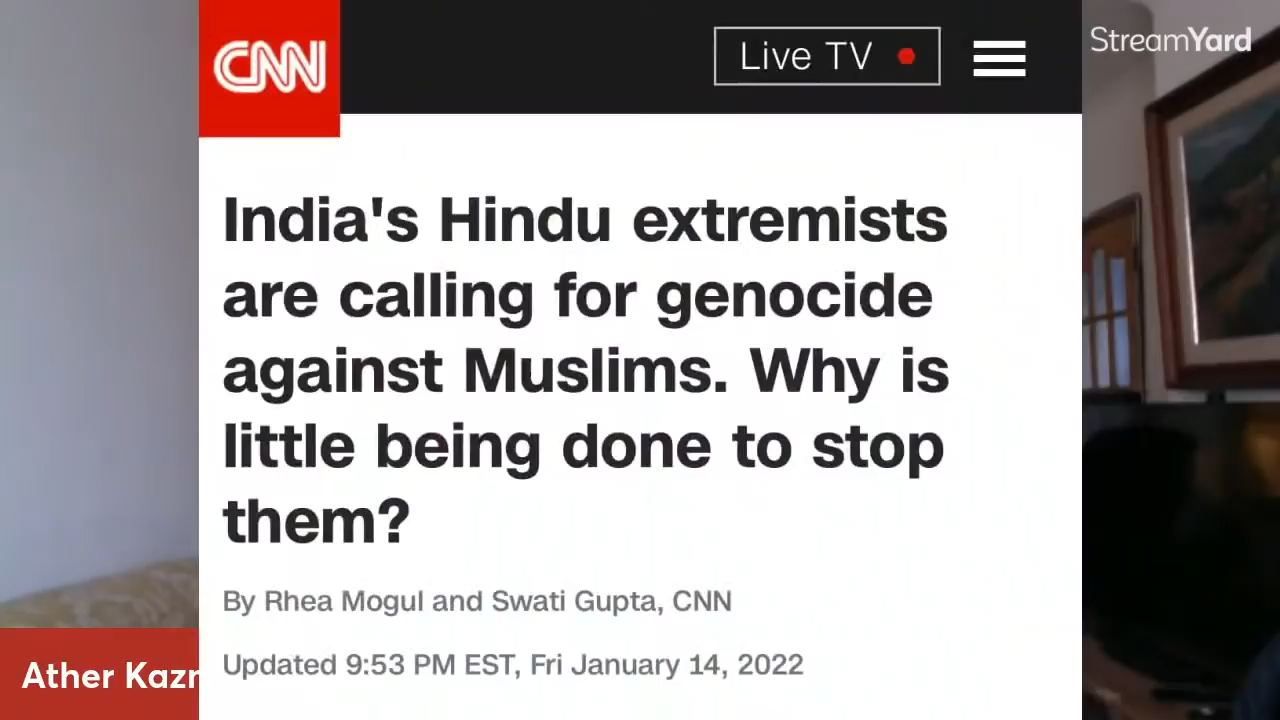 CNN
Live TV
StreamYard
India's Hindu extremists
are calling for genocide
against Muslims. Why is
little being done to stop
them?
By Rhea Mogul and Swati Gupta, CNN
Updated 9:53 PM EST, Fri January 14, 2022
Ather